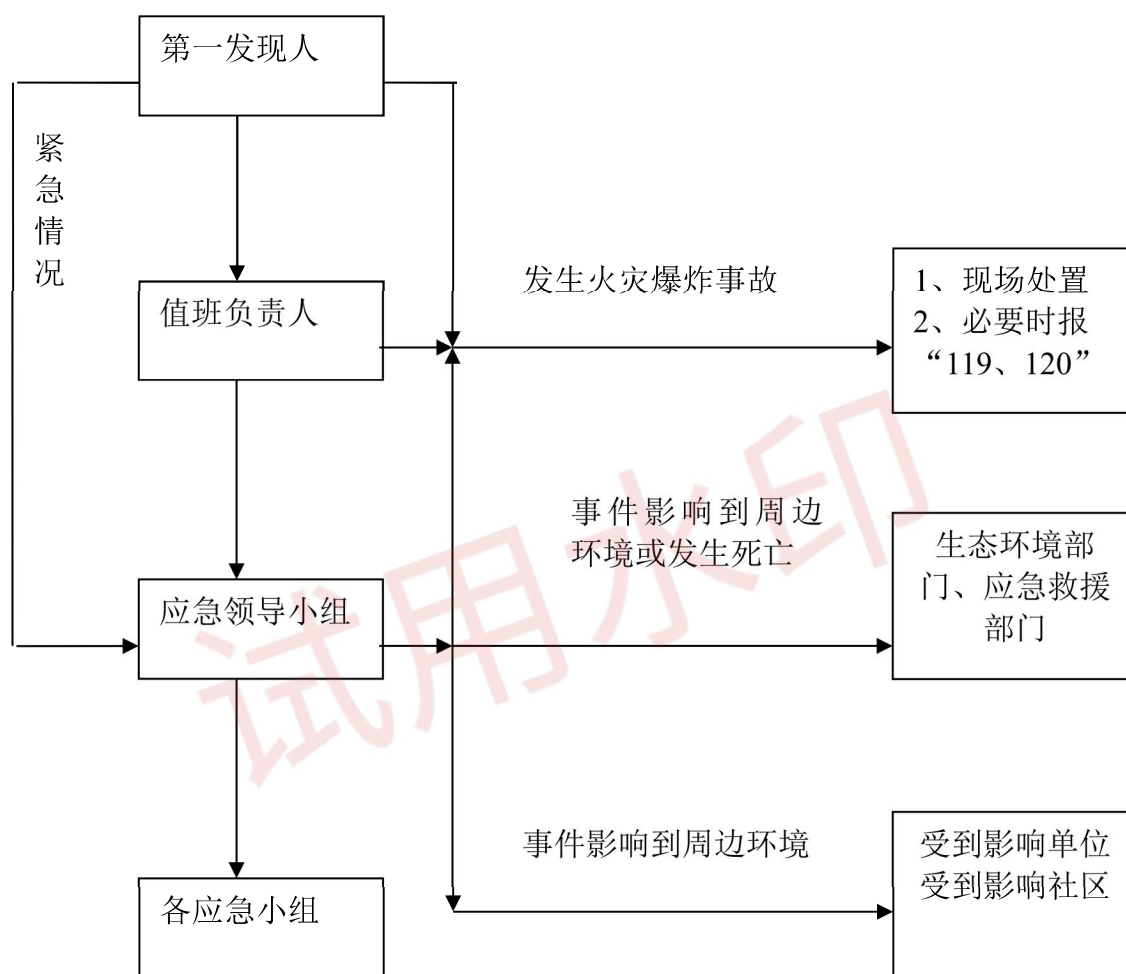 第一发现人
紧急情况
值班负责人
发生火灾爆炸事故
1、现场处置
2、必要时报
“119、120”
事件影响到周边
环境或发生死亡
生态环境部
门、应急救援
部门
应急领导小组
试用水印
事件影响到周边环境
受到影响单位
受到影响社区
各应急小组